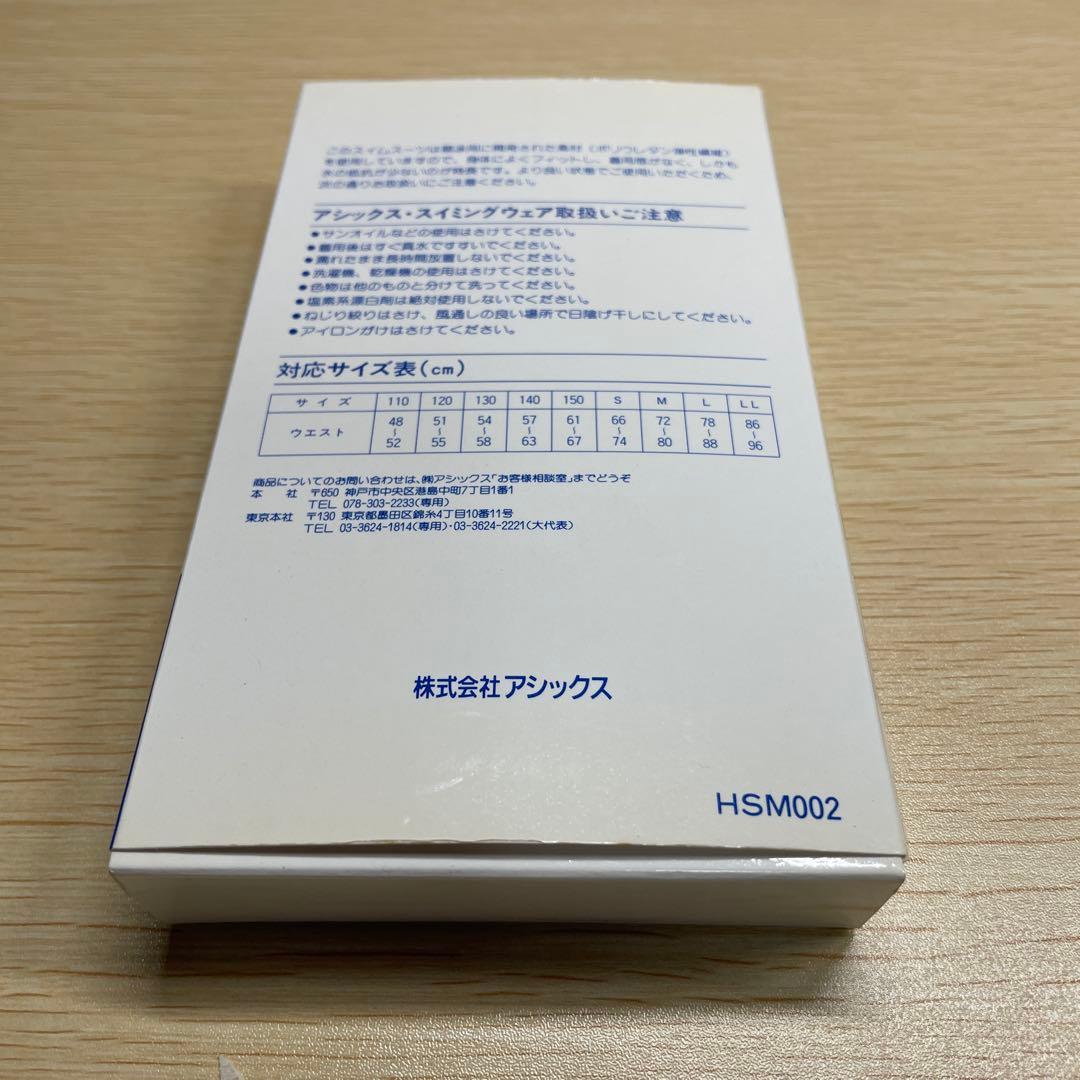 このスイムスーツは競泳用に開発された素材(ポリウレタン弾性繊維)
を使用していますので、身体によくフィットし、着用感がなく、しかも
水の抵抗が少ないのが特長です。より良い状態でご使用いただくため、
次の通りお取扱いにご注意ください。
アシックス・スイミングウェア取扱いご注意
●サンオイルなどの使用はさけてください。
●着用後はすぐ真水ですすいでください。
●濡れたまま長時間放置しないでください。
●洗濯機、乾燥機の使用はさけてください。
●色物は他のものと分けて洗ってください。
●塩素系漂白剤は絶対使用しないでください。
●ねじり絞りはさけ、風通しの良い場所で日陰干しにしてください。
●アイロンがけはさけてください。
対応サイズ表(cm)
サイズ 110 120 130 140 150 S M L LL
ウエスト 48~52 51~55 54~58 57~63 61~67 66~74 72~80 78~88 86~96
商品についてのお問い合わせは、㈱アシックス「お客様相談室」までどうぞ
本 社 〒650 神戸市中央区港島中町7丁目1番1
TEL 078-303-2233(専用)
東京本社 〒130 東京都墨田区錦糸4丁目10番11号
TEL 03-3624-1814(専用)・03-3624-2221(大代表)
株式会社アシックス
HSM002